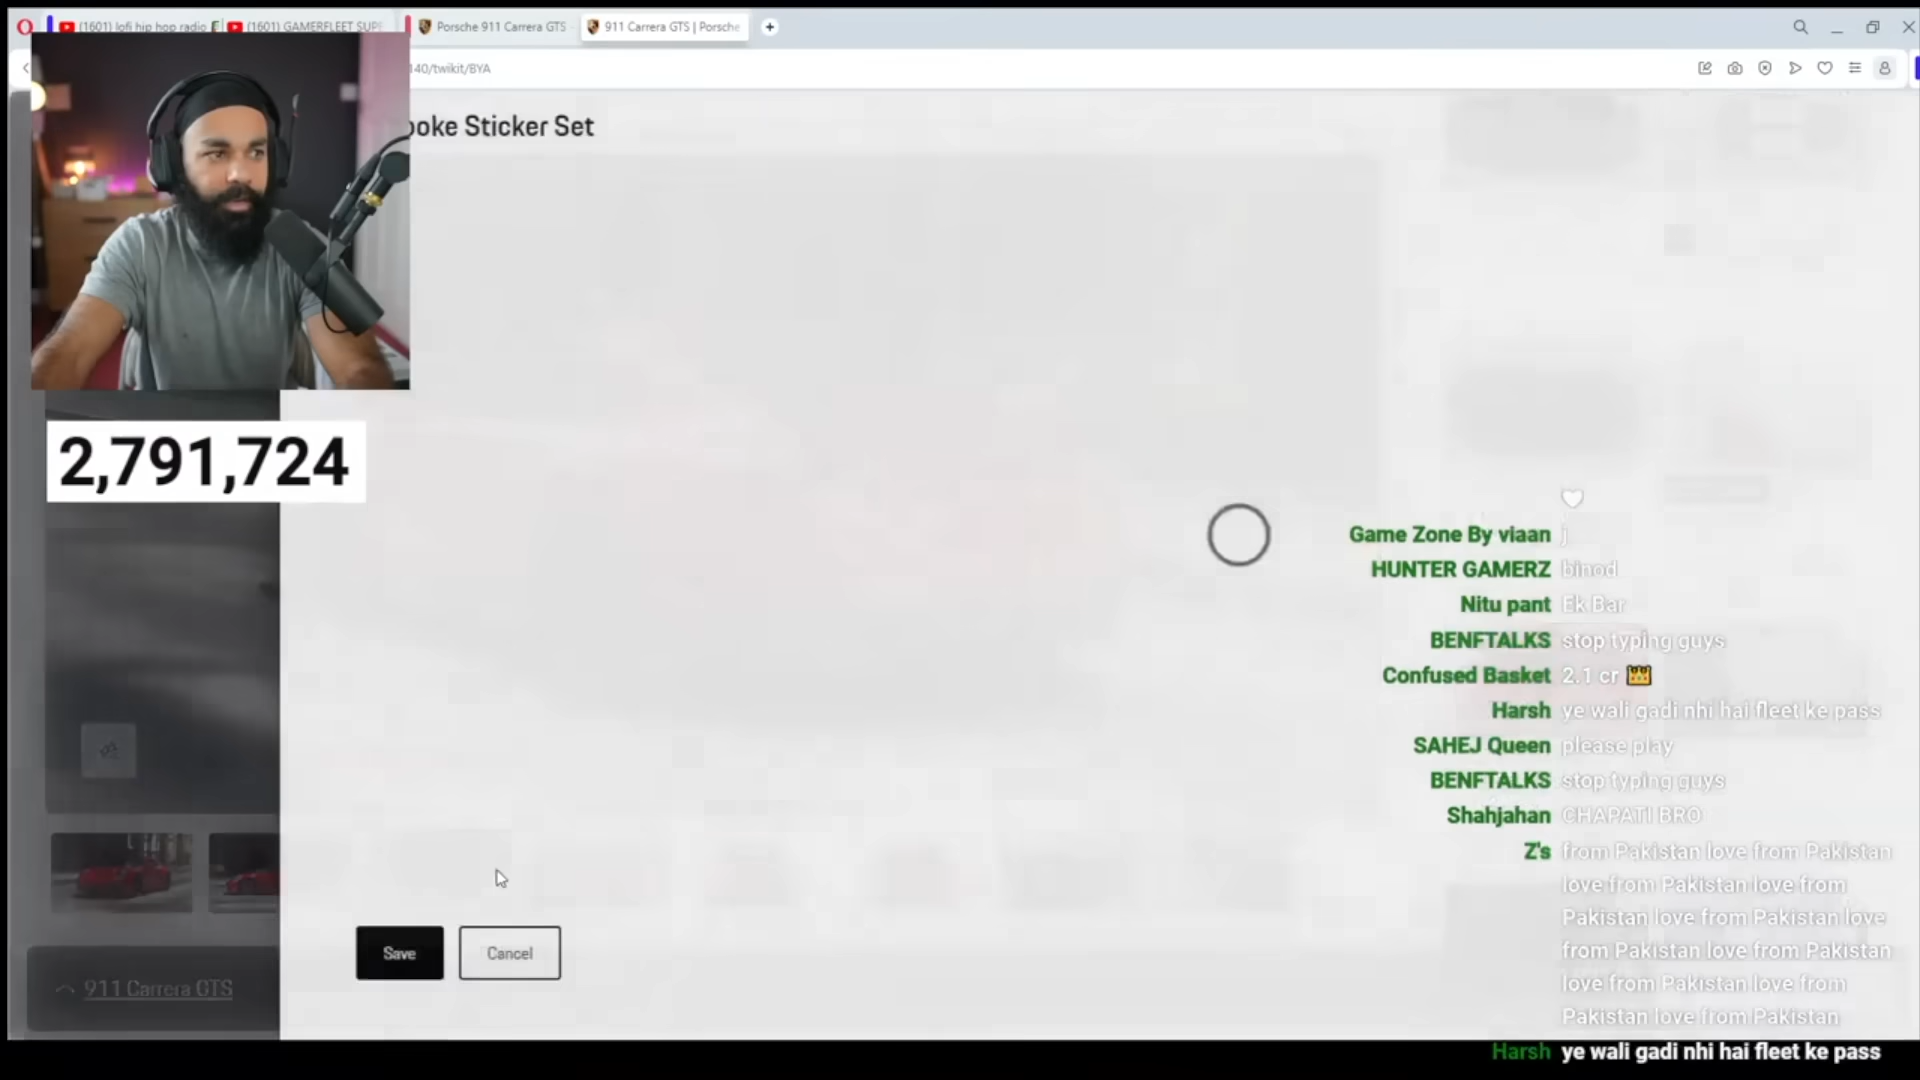 (1601) lofi hip hop radio
(1601) GAMERFLEET SUPE
Porsche 911 Carrera GTS
911 Carrera GTS | Porsche
140/twikit/BYA
poke Sticker Set
2,791,724
Game Zone By viaan j
HUNTER GAMERZ binod
Nitu pant Ek Bar
BENFTALKS stop typing guys
Confused Basket 2.1 cr 👑
Harsh ye wali gadi nhi hai fleet ke pass
SAHEJ Queen please play
BENFTALKS stop typing guys
Shahjahan CHAPATI BRO
Z's from Pakistan love from Pakistan
love from Pakistan love from
Pakistan love from Pakistan love
from Pakistan love from Pakistan
love from Pakistan love from
Pakistan love from Pakistan
Save
Cancel
911 Carrera GTS
Harsh ye wali gadi nhi hai fleet ke pass